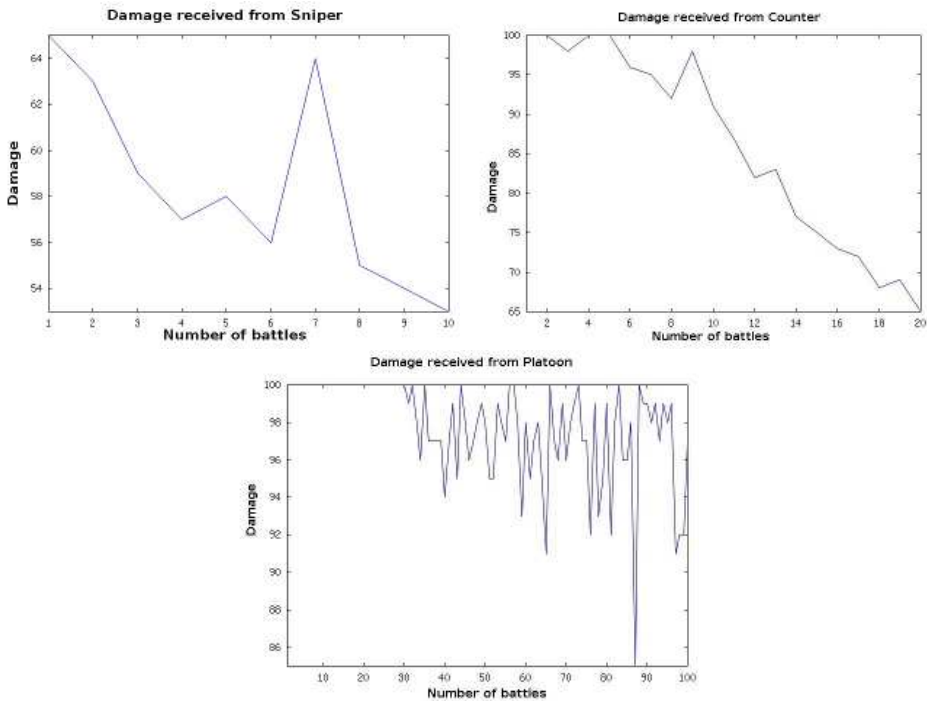 Damage received from Sniper
64
62
60
58
56
54
Damage
1 2 3 4 5 6 7 8 9 10
Number of battles
Damage received from Counter
100
95
90
85
80
75
70
65
Damage
2 4 6 8 10 12 14 16 18 20
Number of battles
Damage received from Platoon
100
98
96
94
92
90
88
86
Damage
10 20 30 40 50 60 70 80 90 100
Number of battles